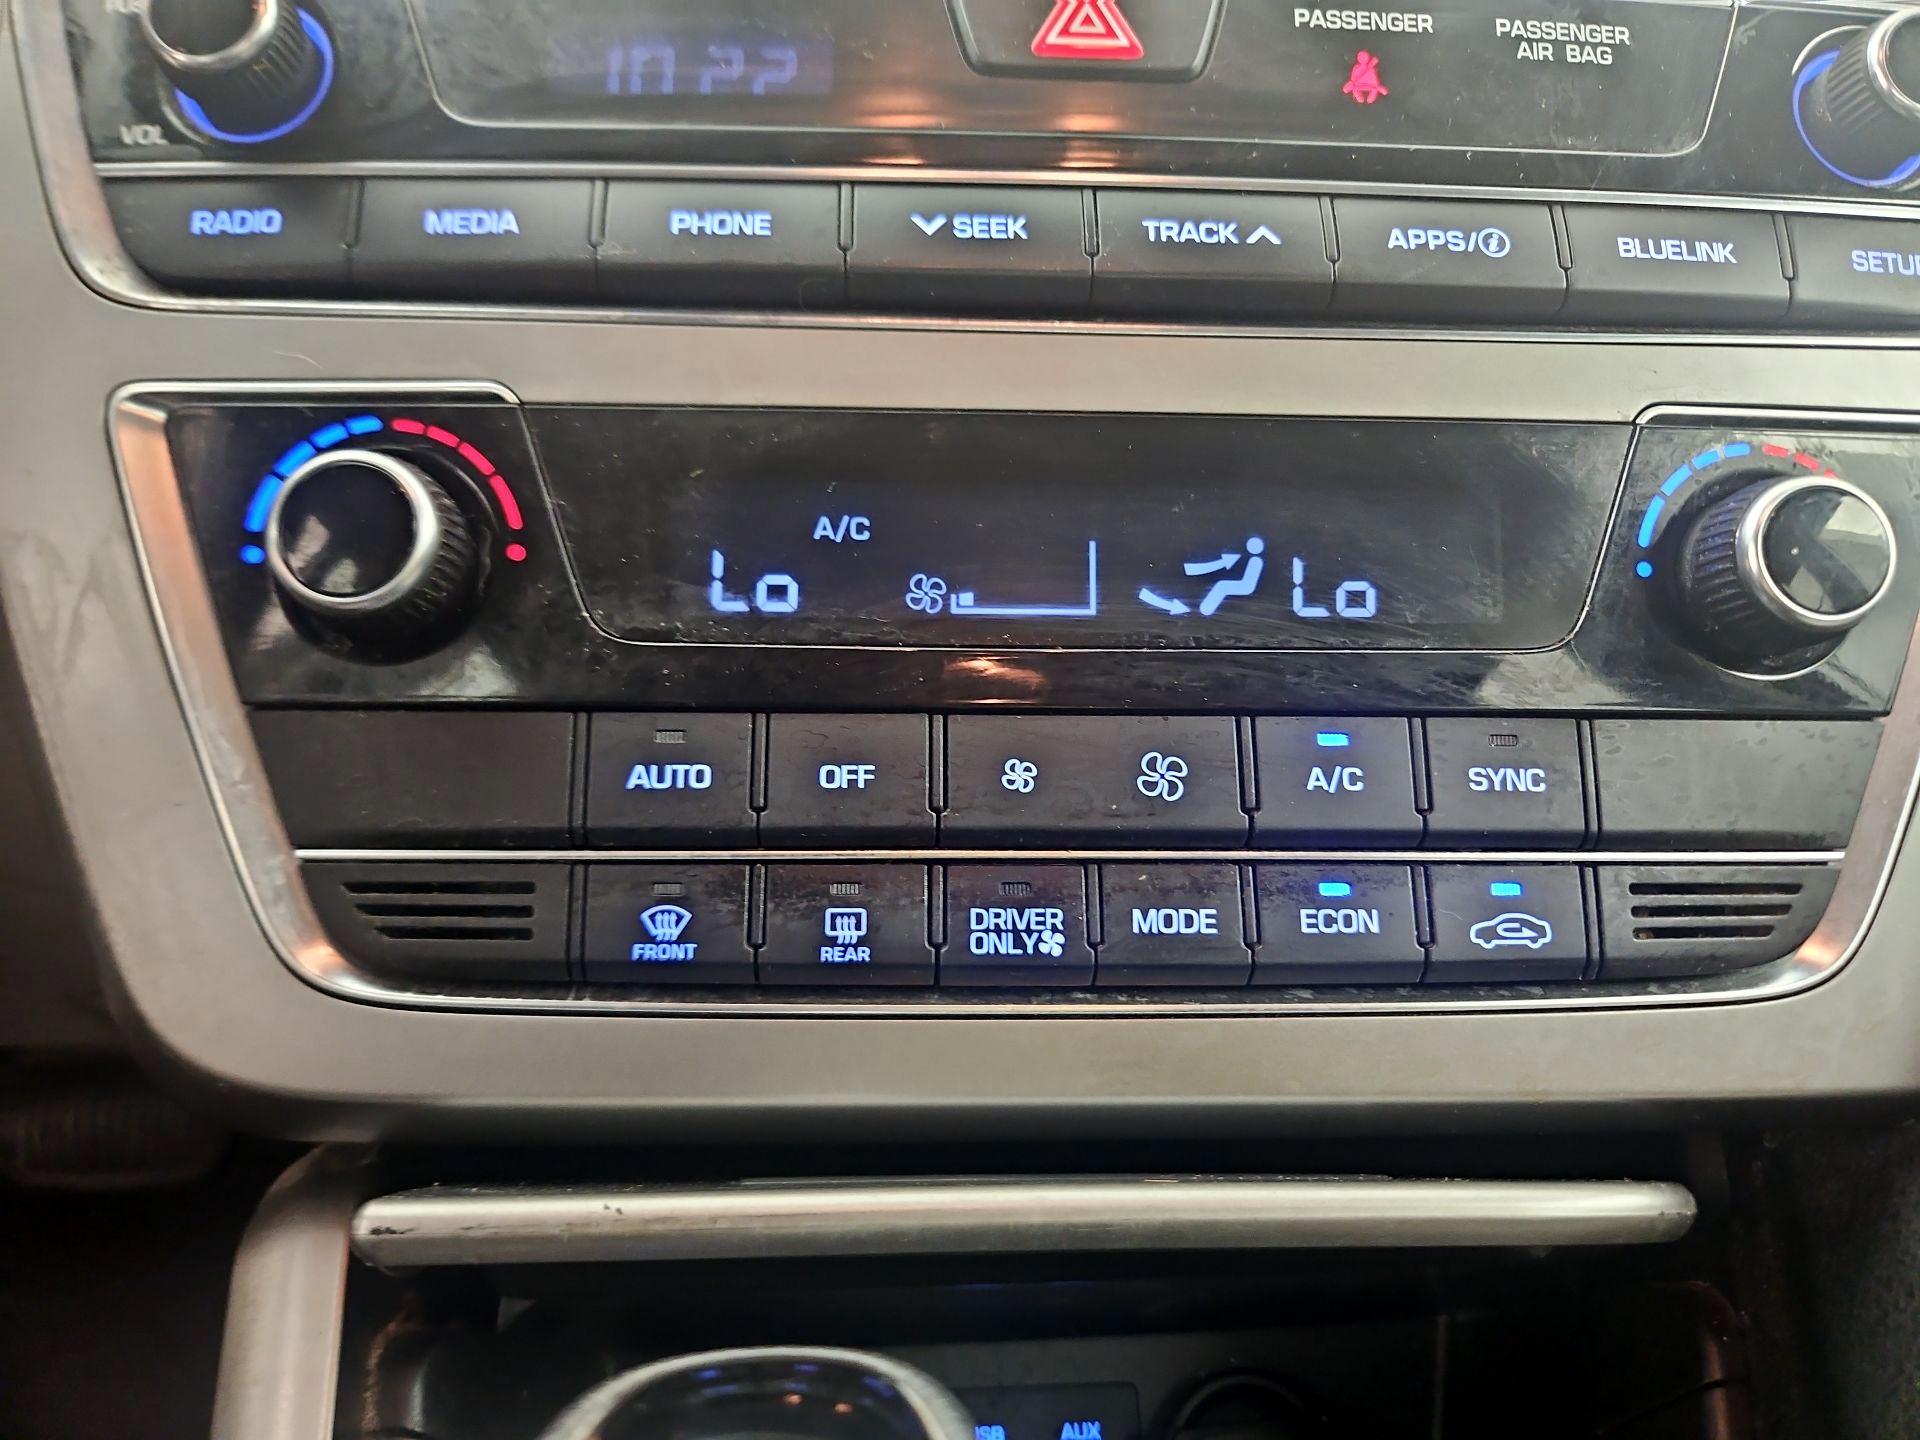 VOL
PASSENGER
PASSENGER
AIR BAG
RADIO
MEDIA
PHONE
SEEK
TRACK
APPS/i
BLUELINK
A/C
Lo
Lo
AUTO
OFF
A/C
SYNC
FRONT
REAR
DRIVER
ONLY
MODE
ECON
AUX